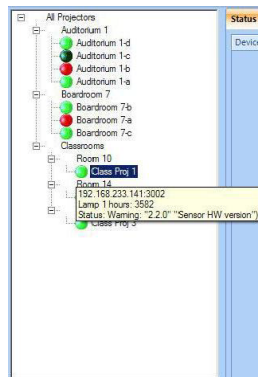 All Projectors
Status
Auditorium 1
Device
Auditorium 1-d
Auditorium 1-c
Auditorium 1-b
Auditorium 1-a
Boardroom 7
Boardroom 7-b
Boardroom 7-a
Boardroom 7-c
Classrooms
Room 10
Class Proj 1
Room 14
192.168.233.141:3002
Lamp 1 hours: 3582
Status: Warning: "2.2.0" "Sensor HW version")
Class Proj 3